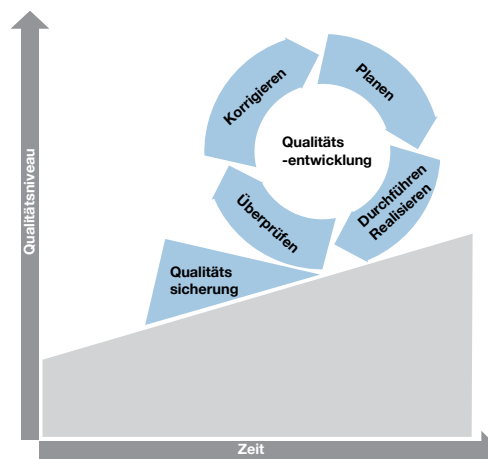 Qualitätsniveau
Korrigieren
Planen
Qualitäts
-entwicklung
Durchführen
Realisieren
Überprüfen
Qualitäts
sicherung
Zeit